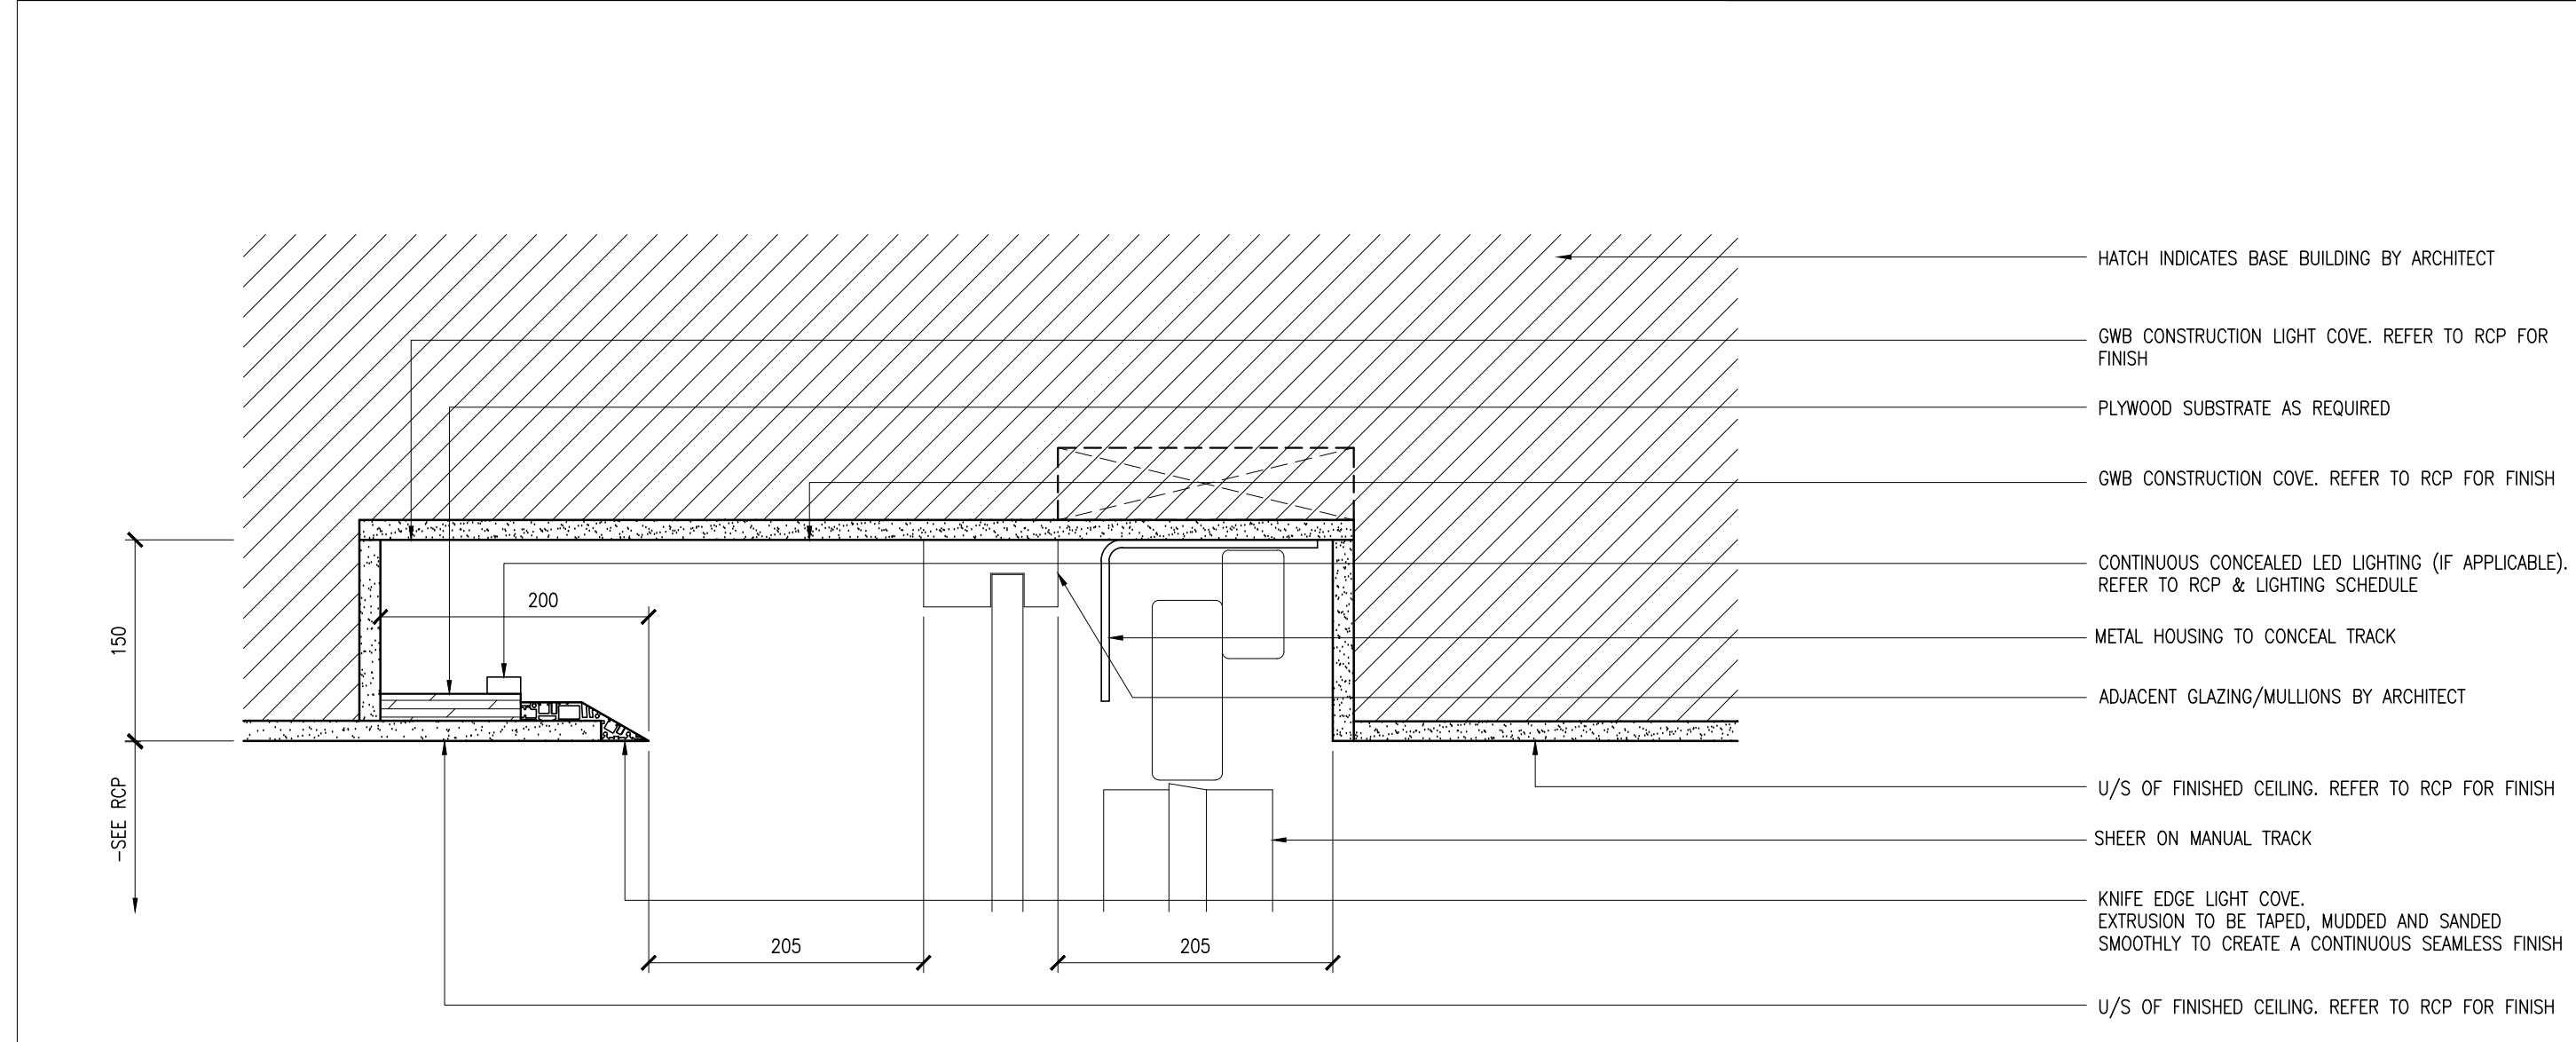 HATCH INDICATES BASE BUILDING BY ARCHITECT
GWB CONSTRUCTION LIGHT COVE. REFER TO RCP FOR
FINISH
PLYWOOD SUBSTRATE AS REQUIRED
GWB CONSTRUCTION COVE. REFER TO RCP FOR FINISH
CONTINUOUS CONCEALED LED LIGHTING (IF APPLICABLE).
REFER TO RCP & LIGHTING SCHEDULE
200
150
METAL HOUSING TO CONCEAL TRACK
ADJACENT GLAZING/MULLIONS BY ARCHITECT
U/S OF FINISHED CEILING. REFER TO RCP FOR FINISH
-SEE RCP
SHEER ON MANUAL TRACK
KNIFE EDGE LIGHT COVE.
EXTRUSION TO BE TAPED, MUDDED AND SANDED
SMOOTHLY TO CREATE A CONTINUOUS SEAMLESS FINISH
205
205
U/S OF FINISHED CEILING. REFER TO RCP FOR FINISH